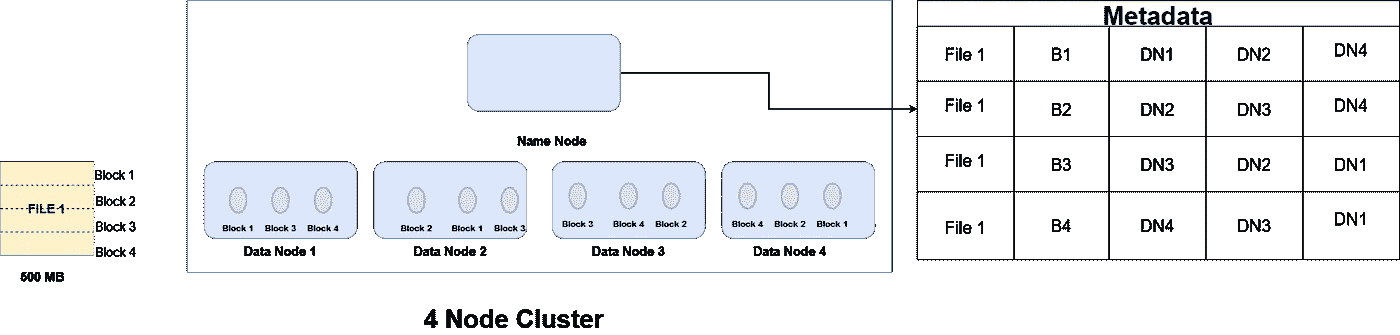 Block 1
Block 2
FILE 1
Block 3
Block 4
500 MB
Name Node
Block 1 Block 3 Block 4
Data Node 1
Block 2 Block 1 Block 3
Data Node 2
Block 3 Block 4 Block 2
Data Node 3
Block 4 Block 2 Block 1
Data Node 4
4 Node Cluster
Metadata
File 1 B1 DN1 DN2 DN4
File 1 B2 DN2 DN3 DN4
File 1 B3 DN3 DN2 DN1
File 1 B4 DN4 DN3 DN1